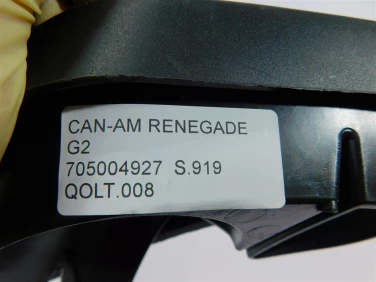 CAN-AM RENEGADE
G2
705004927 S.919
QOLT.008